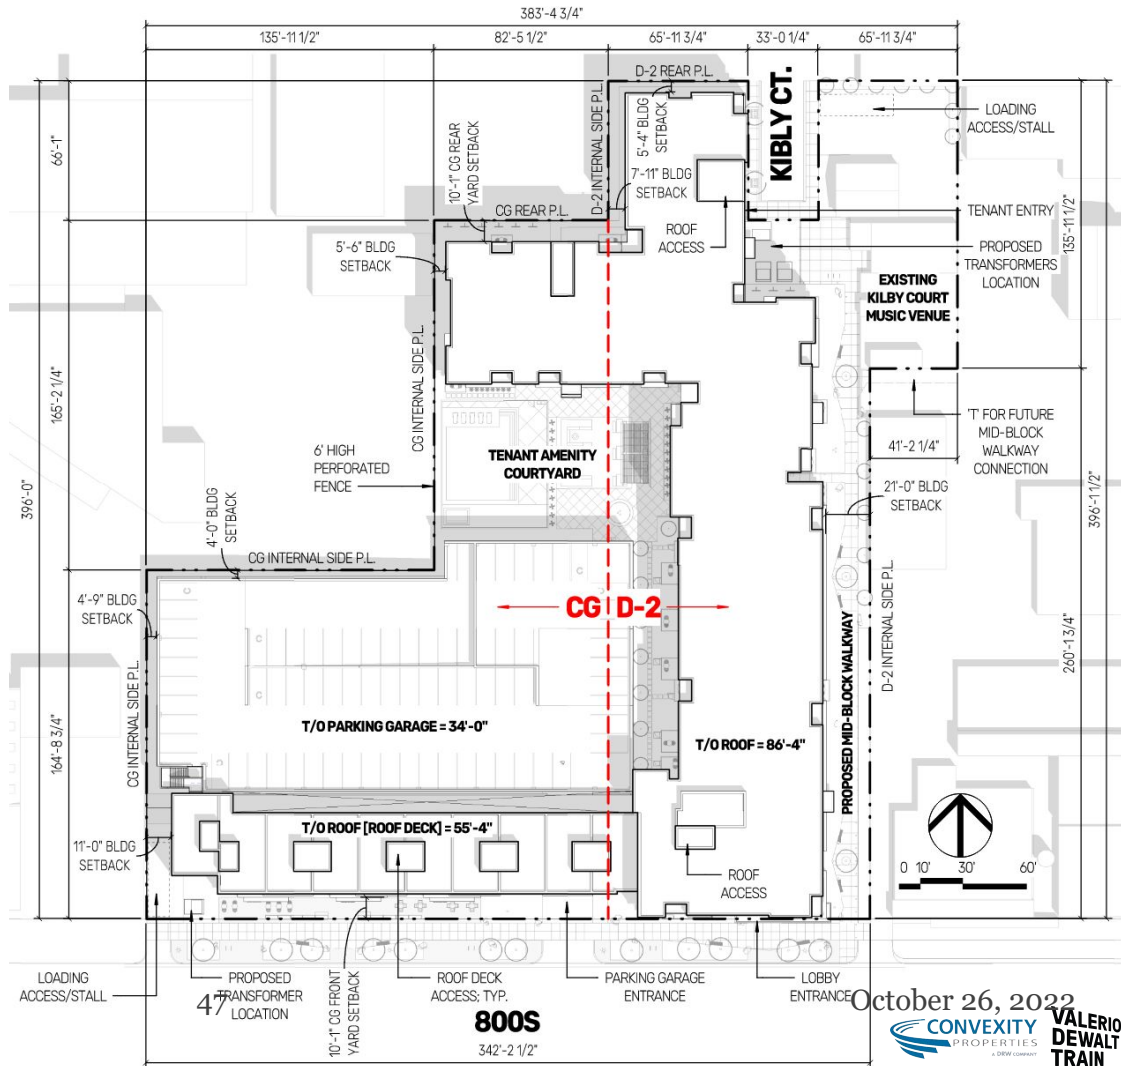 383'-4 3/4"
135'-11 1/2"
82'-5 1/2"
65'-11 3/4"
33'-0 1/4"
65'-11 3/4"
D-2 REAR P.L.
KIBLY CT.
LOADING
ACCESS/STALL
66'-1"
10'-1" CG REAR
YARD SETBACK
D-2 INTERNAL SIDE P.L.
5'-4" BLDG
SETBACK
7'-11" BLDG
SETBACK
CG REAR P.L.
TENANT ENTRY
135'-11 1/2"
ROOF
ACCESS
5'-6" BLDG
SETBACK
PROPOSED
TRANSFORMERS
LOCATION
EXISTING
KILBY COURT
MUSIC VENUE
CG INTERNAL SIDE P.L.
165'-2 1/4"
6' HIGH
PERFORATED
FENCE
TENANT AMENITY
COURTYARD
'T' FOR FUTURE
MID-BLOCK
WALKWAY
CONNECTION
41'-2 1/4"
21'-0" BLDG
SETBACK
396'-0"
396'-1 1/2"
4'-0" BLDG
SETBACK
CG INTERNAL SIDE P.L.
4'-9" BLDG
SETBACK
CG D-2
D-2 INTERNAL SIDE P.L.
260'-1 3/4"
CG INTERNAL SIDE P.L.
164'-8 3/4"
T/O PARKING GARAGE = 34'-0"
T/O ROOF = 86'-4"
PROPOSED MID-BLOCK WALKWAY
T/O ROOF [ROOF DECK] = 55'-4"
11'-0" BLDG
SETBACK
ROOF
ACCESS
0 10' 30' 60'
LOADING
ACCESS/STALL
PROPOSED
TRANSFORMER
LOCATION
10'-1" CG FRONT
YARD SETBACK
ROOF DECK
ACCESS; TYP.
PARKING GARAGE
ENTRANCE
LOBBY
ENTRANCE
47
October 26, 2022
800S
342'-2 1/2"
CONVEXITY
PROPERTIES
A DRW COMPANY
VALERIO
DEWALT
TRAIN